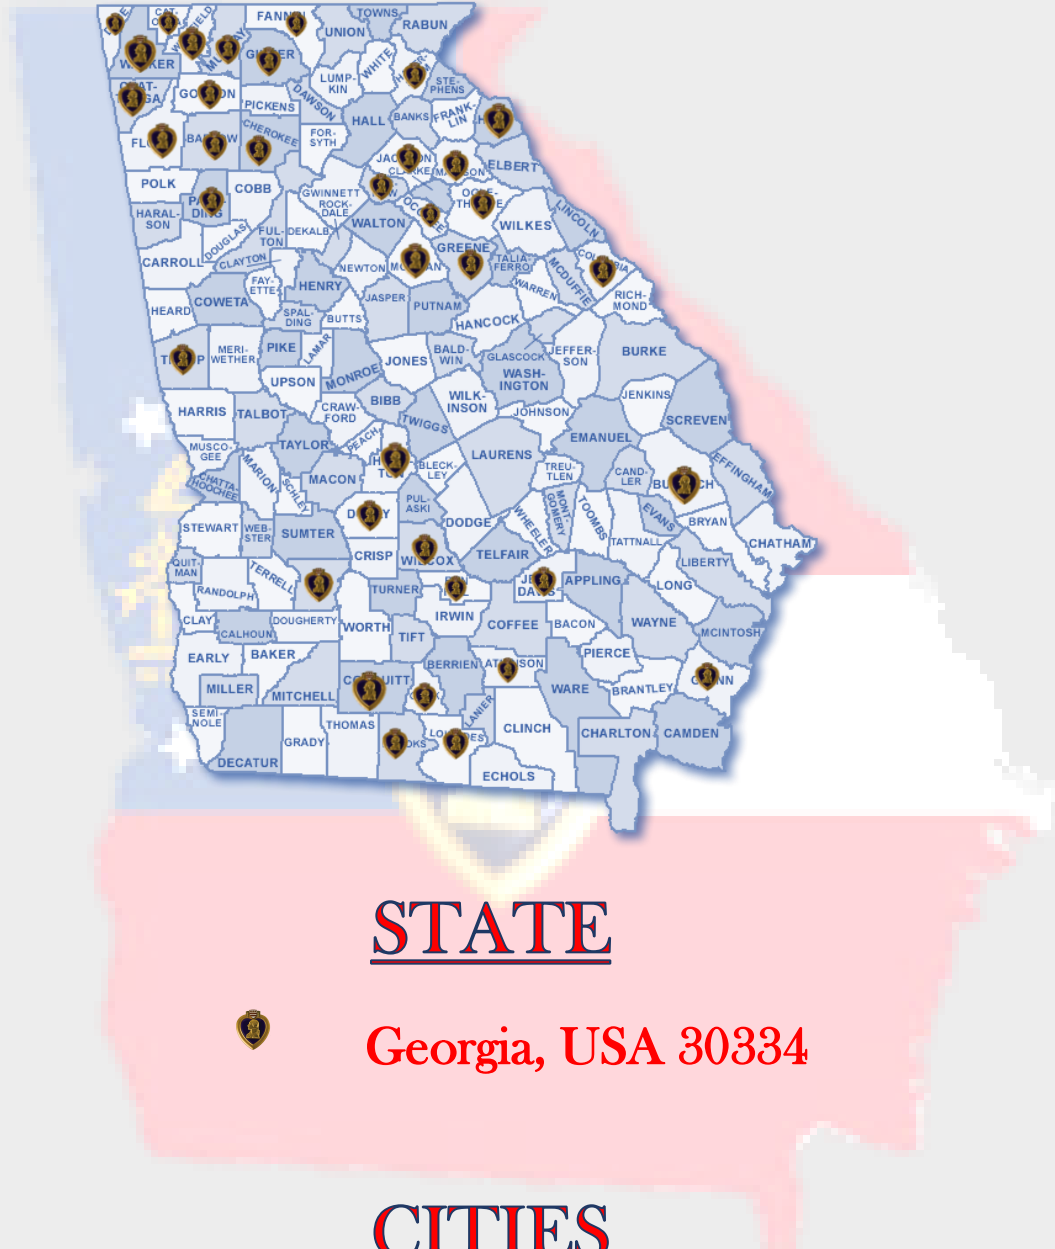 FANN
TOWNS
UNION
RABUN
WHITE
LUMP-
KIN
STE-
PHENS
DAWSON
PICKENS
HALL
BANKS
FRANK-
LIN
CHEROKEE
FOR-
SYTH
ELBERT
POLK
COBB
GWINNETT
HARAL-
SON
ROCK-
DALE
WALTON
WILKES
LINCOLN
DOUGLAS
FUL-
TON
DEKALB
GREENE
CARROLL
CLAYTON
NEWTON
TALIA-
FERRO
MCDUFFIE
FAY-
ETTE
HENRY
WARREN
RICH-
MOND
COWETA
JASPER
PUTNAM
HEARD
SPAL-
DING
BUTTS
HANCOCK
MERI-
WETHER
PIKE
LAMAR
JONES
BALD-
WIN
GLASCOCK
JEFFER-
SON
BURKE
UPSON
MONROE
WASH-
INGTON
HARRIS
TALBOT
CRAW-
FORD
BIBB
WILK-
INSON
JENKINS
JOHNSON
SCREVEN
TWIGGS
MUSCO-
GEE
TAYLOR
PEACH
EMANUEL
LAURENS
EFFINGHAM
CHATTA-
HOOCHEE
MARION
SCHLEY
MACON
BLECK-
LEY
TREU-
TLEN
CAND-
LER
STEWART
WEB-
STER
SUMTER
PUL-
ASKI
DODGE
WHEELER
MONT-
GOMERY
TOOMBS
EVANS
BRYAN
TATTNALL
CHATHAM
CRISP
WILCOX
TELFAIR
LIBERTY
QUIT-
MAN
RANDOLPH
TERRELL
TURNER
APPLING
LONG
CLAY
CALHOUN
DOUGHERTY
WORTH
TIFT
IRWIN
COFFEE
BACON
WAYNE
MCINTOSH
EARLY
BAKER
BERRIEN
PIERCE
MILLER
MITCHELL
WARE
BRANTLEY
SEMI-
NOLE
DECATUR
GRADY
THOMAS
LANIER
CLINCH
CHARLTON
CAMDEN
ECHOLS
STATE
Georgia, USA 30334
CITIES